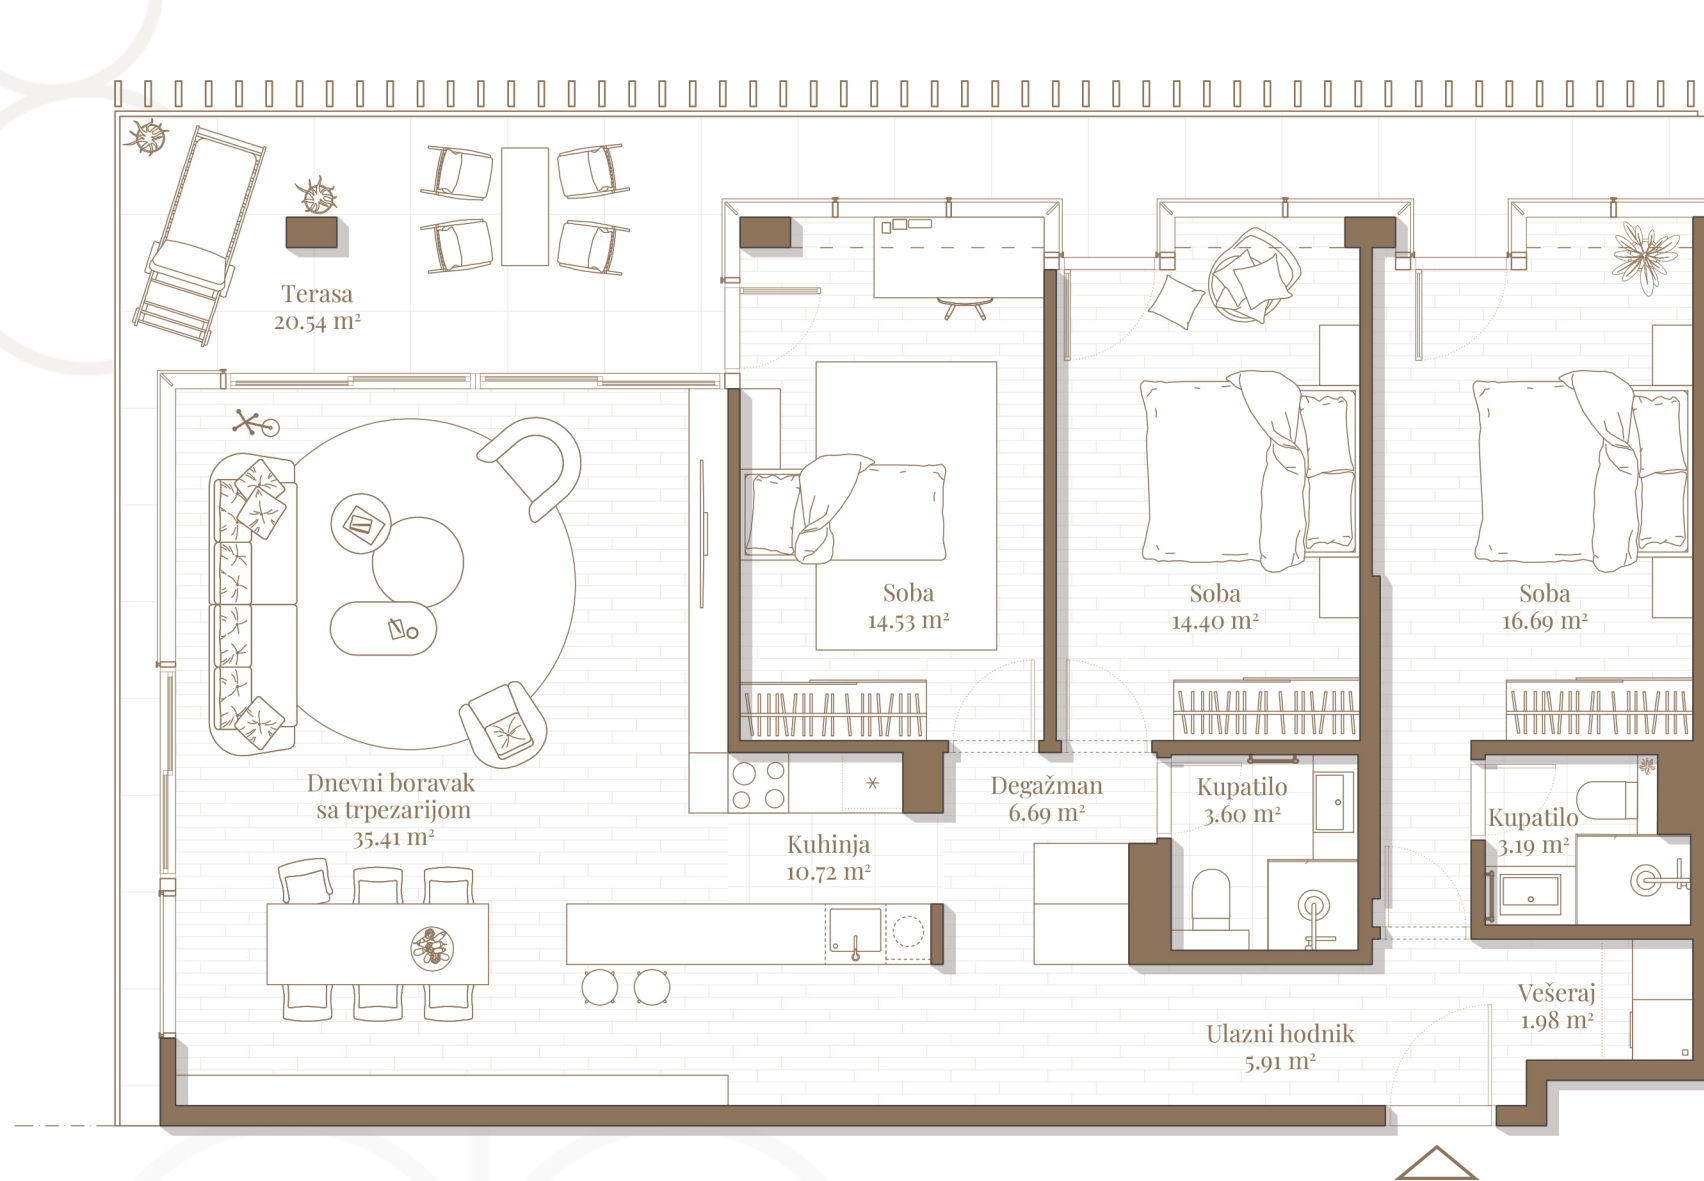 Terasa
20.54 m²
Soba
14.53 m²
Soba
14.40 m²
Soba
16.69 m²
Dnevni boravak
sa trpezarijom
35.41 m²
Kuhinja
10.72 m²
Degažman
6.69 m²
Kupatilo
3.60 m²
Kupatilo
3.19 m²
Vešeraj
1.98 m²
Ulazni hodnik
5.91 m²